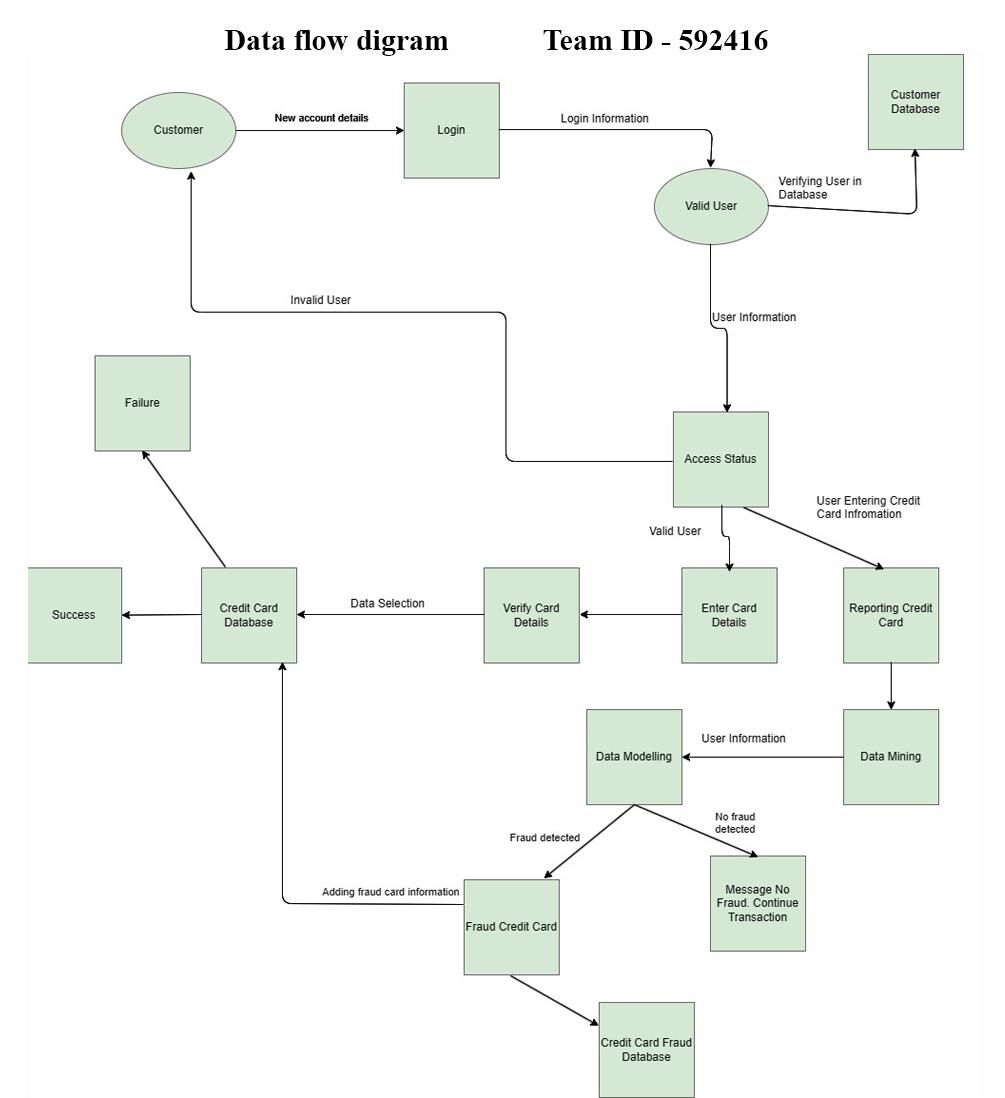 Data flow digram Team ID - 592416
Customer
Database
Customer
New account details
Login
Login Information
Verifying User in
Database
Valid User
Invalid User
User Information
Failure
Access Status
User Entering Credit
Card Infromation
Valid User
Success
Credit Card
Database
Data Selection
Verify Card
Details
Enter Card
Details
Reporting Credit
Card
Data Modelling
User Information
Data Mining
Fraud detected
No fraud
detected
Adding fraud card information
Message No
Fraud. Continue
Transaction
Fraud Credit Card
Credit Card Fraud
Database